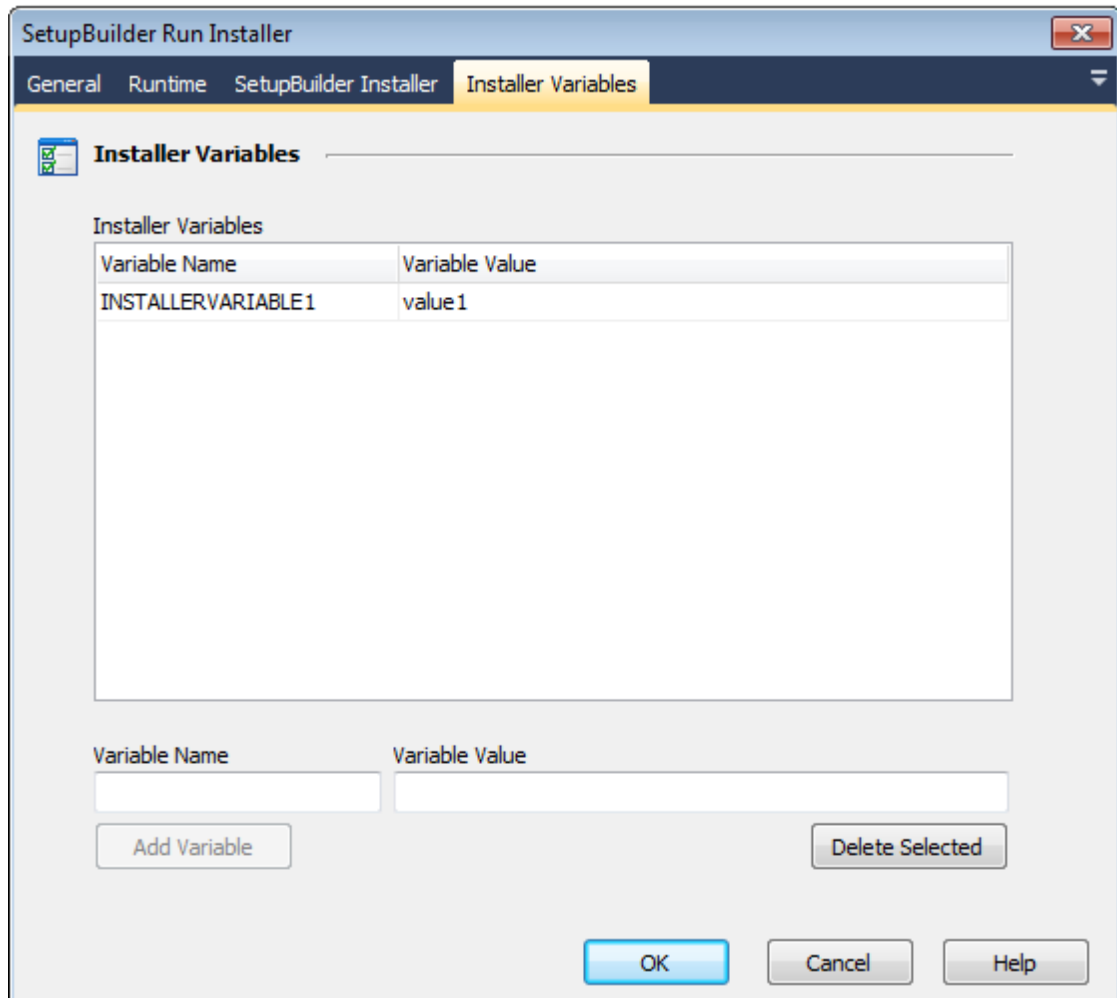 SetupBuilder Run Installer
General Runtime SetupBuilder Installer Installer Variables
Installer Variables
Installer Variables
Variable Name Variable Value
INSTALLERVARIABLE1 value1
Variable Name Variable Value
Add Variable Delete Selected
OK Cancel Help